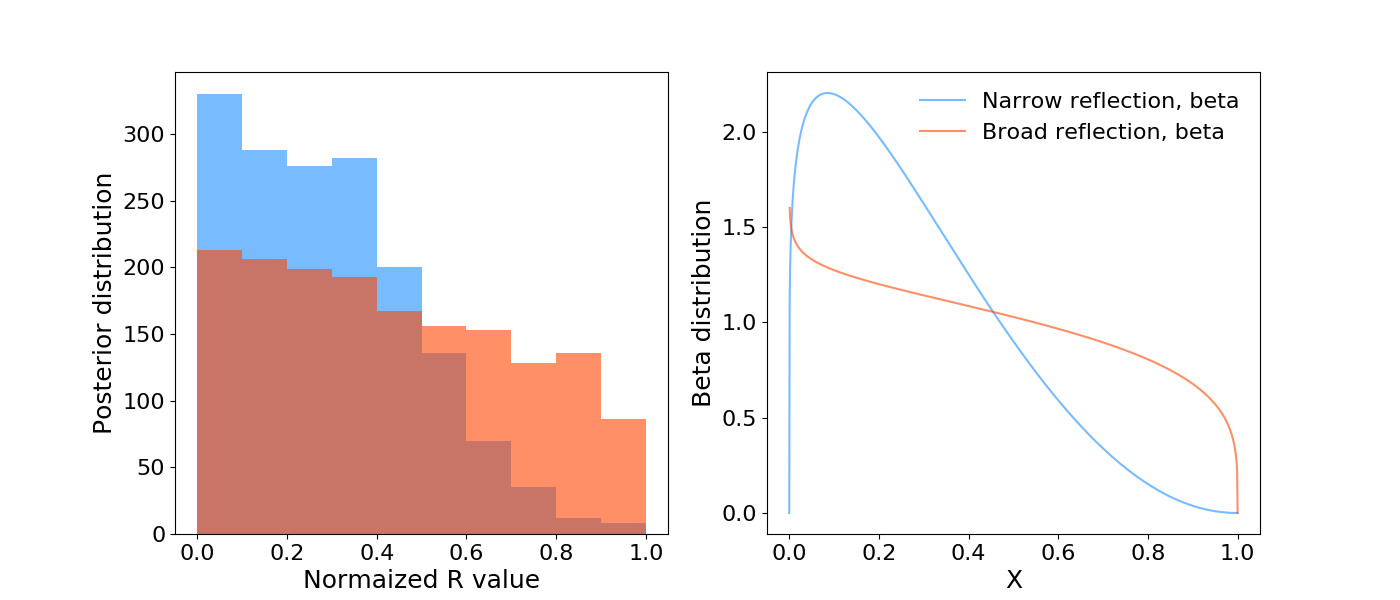 Posterior distribution
300
250
200
150
100
50
0
0.0 0.2 0.4 0.6 0.8 1.0
Normaized R value
Beta distribution
2.0
1.5
1.0
0.5
0.0
0.0 0.2 0.4 0.6 0.8 1.0
X
Narrow reflection, beta
Broad reflection, beta